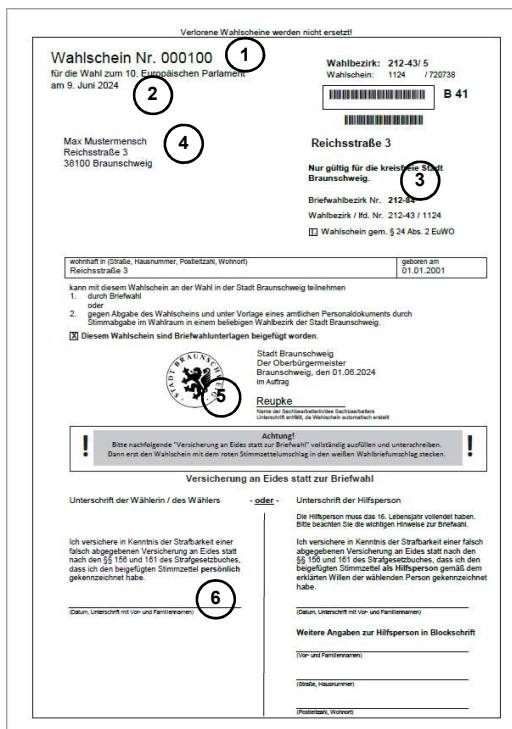 Verlorene Wahlscheine werden nicht ersetzt!
Wahlschein Nr. 000100
1
für die Wahl zum 10. Europäischen Parlament
am 9. Juni 2024
2
Wahlbezirk: 212-43/ 5
Wahlschein: 1124 / 720738
B 41
Max Mustermensch
Reichsstraße 3
38100 Braunschweig
4
Reichsstraße 3
Nur gültig für die kreisfreie Stadt
Braunschweig.
3
Briefwahlbezirk Nr. 212-84
Wahlbezirk / lfd. Nr. 212-43 / 1124
Wahlschein gem. § 24 Abs. 2 EuWO
wohnhaft in (Straße, Hausnummer, Postleitzahl, Wohnort)
Reichsstraße 3
geboren am
01.01.2001
kann mit diesem Wahlschein an der Wahl in der Stadt Braunschweig teilnehmen
1. durch Briefwahl
oder
2. gegen Abgabe des Wahlscheins und unter Vorlage eines amtlichen Personaldokuments durch
Stimmabgabe im Wahlraum in einem beliebigen Wahlbezirk der Stadt Braunschweig.
X Diesem Wahlschein sind Briefwahlunterlagen beigefügt worden.
STADT BRAUNSCHWEIG
5
Stadt Braunschweig
Der Oberbürgermeister
Braunschweig, den 01.06.2024
Im Auftrag
Reupke
Name der Sachbearbeiterin/des Sachbearbeiters
Unterschrift entfällt, da Wahlschein automatisch erstellt
! Achtung! !
Bitte nachfolgende "Versicherung an Eides statt zur Briefwahl" vollständig ausfüllen und unterschreiben.
Dann erst den Wahlschein mit dem roten Stimmzettelumschlag in den weißen Wahlbriefumschlag stecken.
Versicherung an Eides statt zur Briefwahl
Unterschrift der Wählerin / des Wählers
- oder -
Unterschrift der Hilfsperson
Die Hilfsperson muss das 16. Lebensjahr vollendet haben.
Bitte beachten Sie die wichtigen Hinweise zur Briefwahl.
Ich versichere in Kenntnis der Strafbarkeit einer
falsch abgegebenen Versicherung an Eides statt
nach den §§ 156 und 161 des Strafgesetzbuches,
dass ich den beigefügten Stimmzettel persönlich
gekennzeichnet habe.
6
(Datum, Unterschrift mit Vor- und Familiennamen)
Ich versichere in Kenntnis der Strafbarkeit einer falsch
abgegebenen Versicherung an Eides statt nach den
§§ 156 und 161 des Strafgesetzbuches, dass ich den
beigefügten Stimmzettel als Hilfsperson gemäß dem
erklärten Willen der wählenden Person gekennzeichnet
habe.
(Datum, Unterschrift mit Vor- und Familiennamen)
Weitere Angaben zur Hilfsperson in Blockschrift
(Vor- und Familiennamen)
(Straße, Hausnummer)
(Postleitzahl, Wohnort)